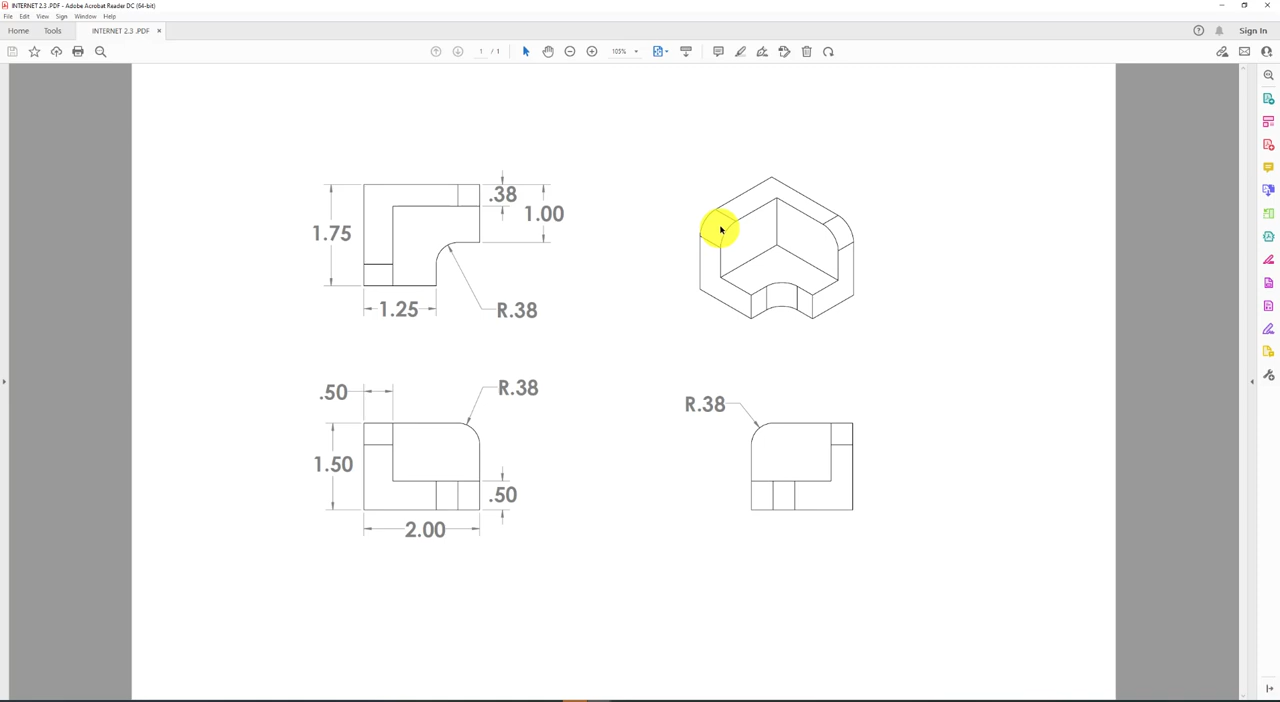 INTERNET 2.3 .PDF - Adobe Acrobat Reader DC (64-bit)
File Edit View Sign Window Help
Home Tools INTERNET 2.3 .PDF × Sign In
1 / 1 103%
.38
1.00
1.75
1.25
R.38
.50
R.38
R.38
1.50
.50
2.00